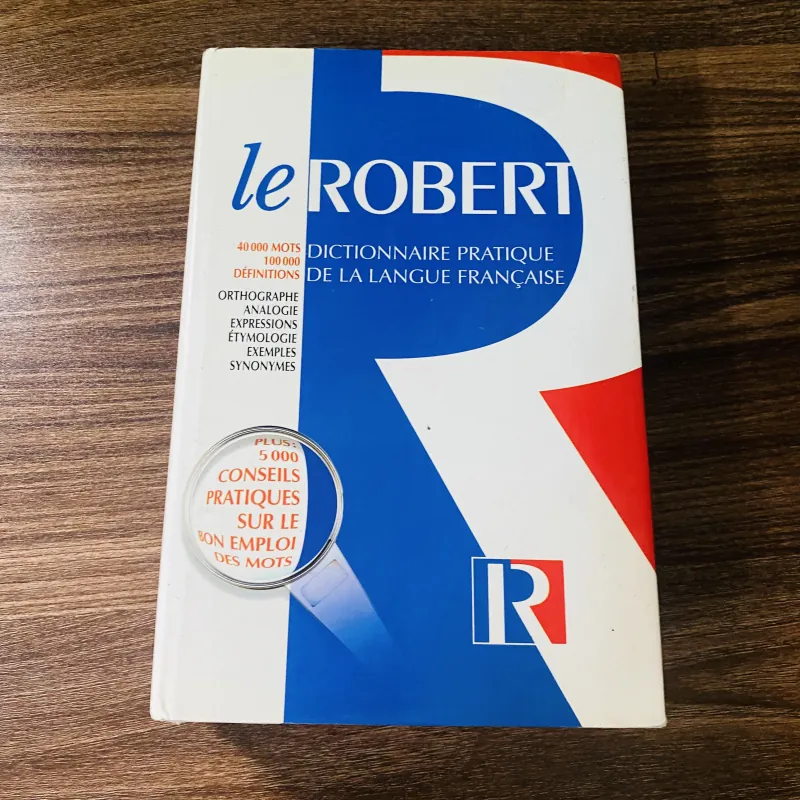 le ROBERT
40 000 MOTS
100 000
DÉFINITIONS
DICTIONNAIRE PRATIQUE
DE LA LANGUE FRANÇAISE
ORTHOGRAPHE
ANALOGIE
EXPRESSIONS
ÉTYMOLOGIE
EXEMPLES
SYNONYMES
PLUS :
5 000
CONSEILS
PRATIQUES
SUR LE
BON EMPLOI
DES MOTS
R